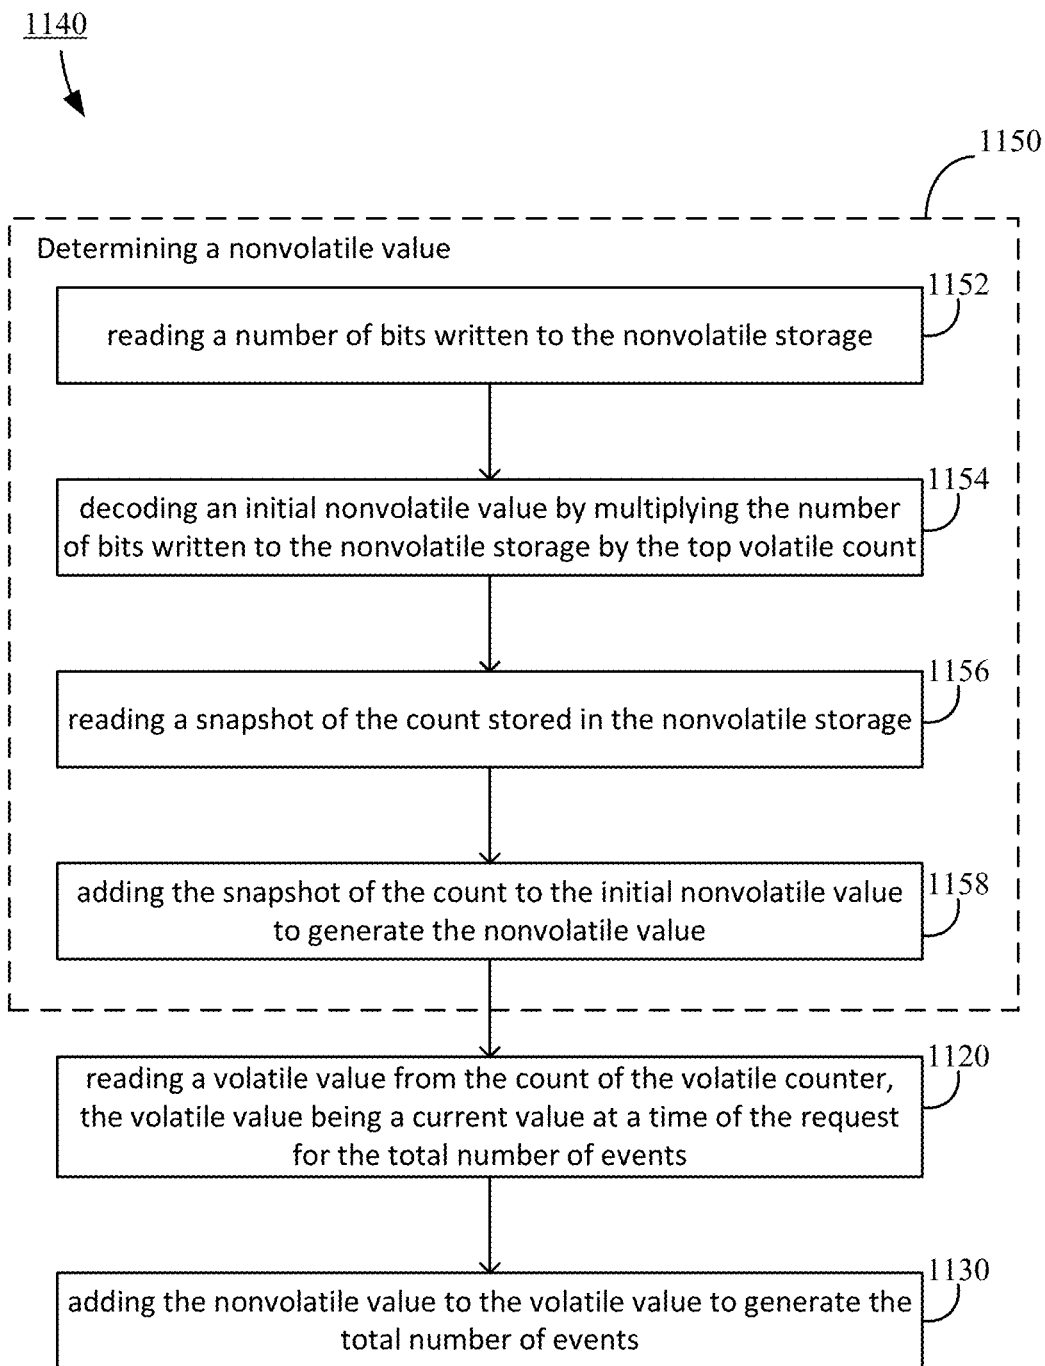 1140
1150
Determining a nonvolatile value
1152
reading a number of bits written to the nonvolatile storage
1154
decoding an initial nonvolatile value by multiplying the number
of bits written to the nonvolatile storage by the top volatile count
1156
reading a snapshot of the count stored in the nonvolatile storage
1158
adding the snapshot of the count to the initial nonvolatile value
to generate the nonvolatile value
1120
reading a volatile value from the count of the volatile counter,
the volatile value being a current value at a time of the request
for the total number of events
1130
adding the nonvolatile value to the volatile value to generate the
total number of events